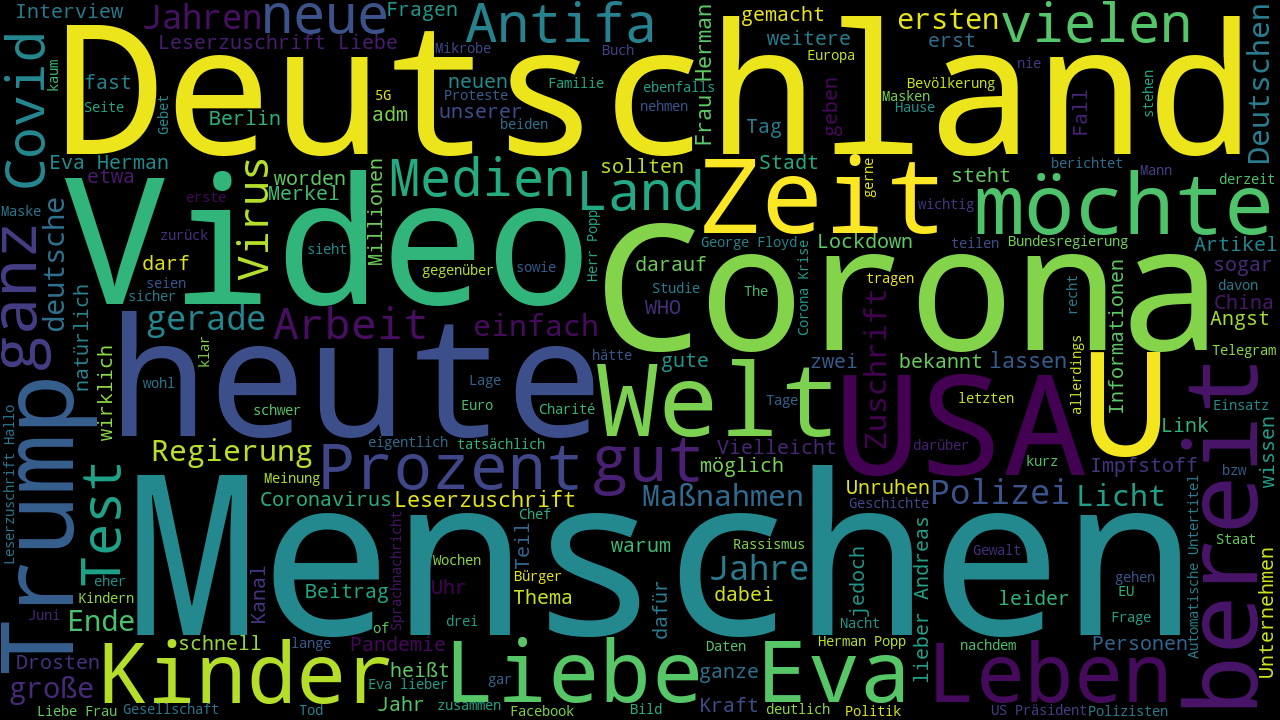 Interview
Jahren
neue
Fragen
Antifa
gemacht
ersten
vielen
Leserzuschrift Liebe
Mikrobe
Buch
weitere
erst
Europa
Covid
kaum
fast
Seite
Gebet
Deutschland
Berlin
5G
adm
neuen
Proteste
unserer
beiden
Familie
ebenfalls
nehmen
Frau Herman
Tag
geben
Bevölkerung
Masken
Hause
nie
Fall
stehen
Deutschen
Eva Herman
etwa
Virus
worden
Merkel
Millionen
Medien
sollten
Land
Stadt
Zeit
gerne
steht
wichtig
möchte
berichtet
Mann
derzeit
Maske
erste
zurück
Video
sieht
gegenüber
sowie
Herr Popp
George Floyd
Lockdown
teilen
Bundesregierung
Artikel
ganz
deutsche
darf
seien
sicher
darauf
Studie
WHO
The
Corona Krise
Corona
tragen
recht
sogar
davon
China
Angst
natürlich
gerade
Arbeit
einfach
hätte
gute
zwei
bekannt
lassen
Zuschrift
allerdings
Informationen
Telegram
wirklich
klar
wohl
heute
schwer
Lage
Euro
Charité
Welt
Tage
USA
letzten
U
Link
bereit
Einsatz
wissen
Trump
Leserzuschrift Hallo
Test
Regierung
Meinung
Prozent
eigentlich
tatsächlich
gut
Vielleicht
möglich
darüber
kurz
Impfstoff
bzw
Coronavirus
Leserzuschrift
Chef
Maßnahmen
Unruhen
Geschichte
Polizei
Licht
Automatische Untertitel
Staat
Menschen
eher
Kindern
Juni
Kanal
Beitrag
sprachnachricht
Wochen
Uhr
Teil
Bürger
Thema
warum
dafür
Rassismus
Jahre
dabei
jedoch
Nacht
lieber Andreas
Gewalt
leider
gehen
EU
Frage
Unternehmen
Ende
schnell
lange
of
drei
Pandemie
Daten
Herman Popp
nachdem
Personen
Drosten
große
Kinder
heißt
Eva lieber
Jahr
gar
zusammen
Liebe
ganze
Kraft
Eva
deutlich
Leben
Liebe Frau
Gesellschaft
Tod
Facebook
Bild
Politik
US Präsident
Polizisten